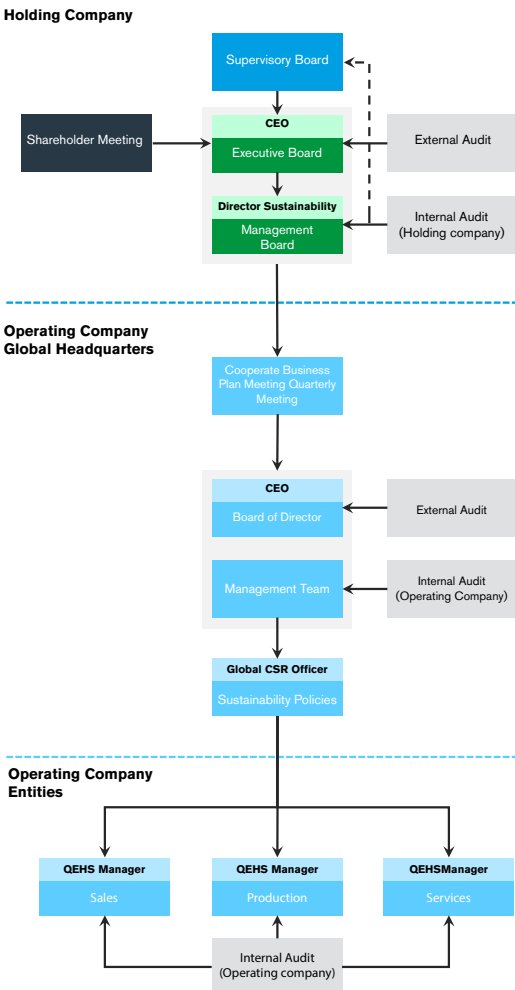 Holding Company
Supervisory Board
CEO
Shareholder Meeting
Executive Board
External Audit
Director Sustainability
Management
Board
Internal Audit
(Holding company)
Operating Company
Global Headquarters
Cooperate Business
Plan Meeting Quarterly
Meeting
CEO
Board of Director
External Audit
Management Team
Internal Audit
(Operating Company)
Global CSR Officer
Sustainability Policies
Operating Company
Entities
QEHS Manager
QEHS Manager
QEHSManager
Sales
Production
Services
Internal Audit
(Operating company)